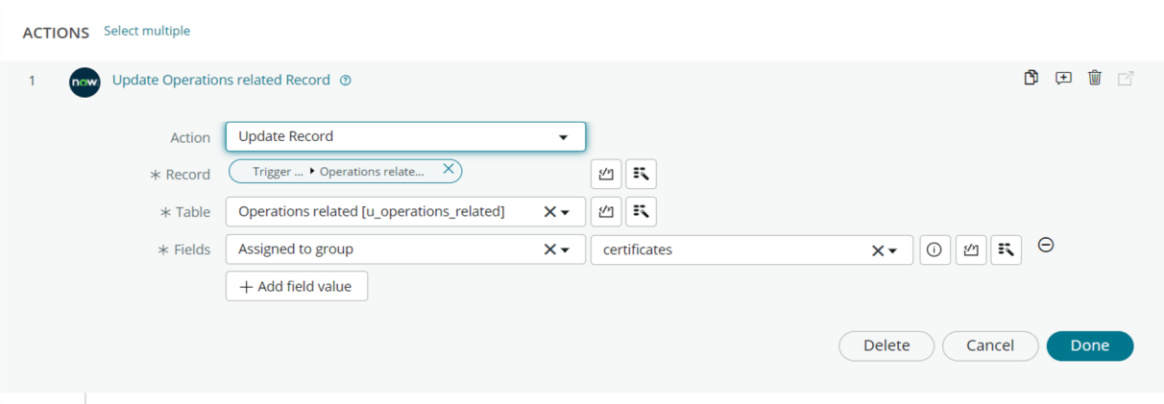 ACTIONS Select multiple
1 now Update Operations related Record
Action Update Record
* Record Trigger ... Operations relate...
* Table Operations related [u_operations_related]
* Fields Assigned to group certificates
+ Add field value
Delete Cancel Done